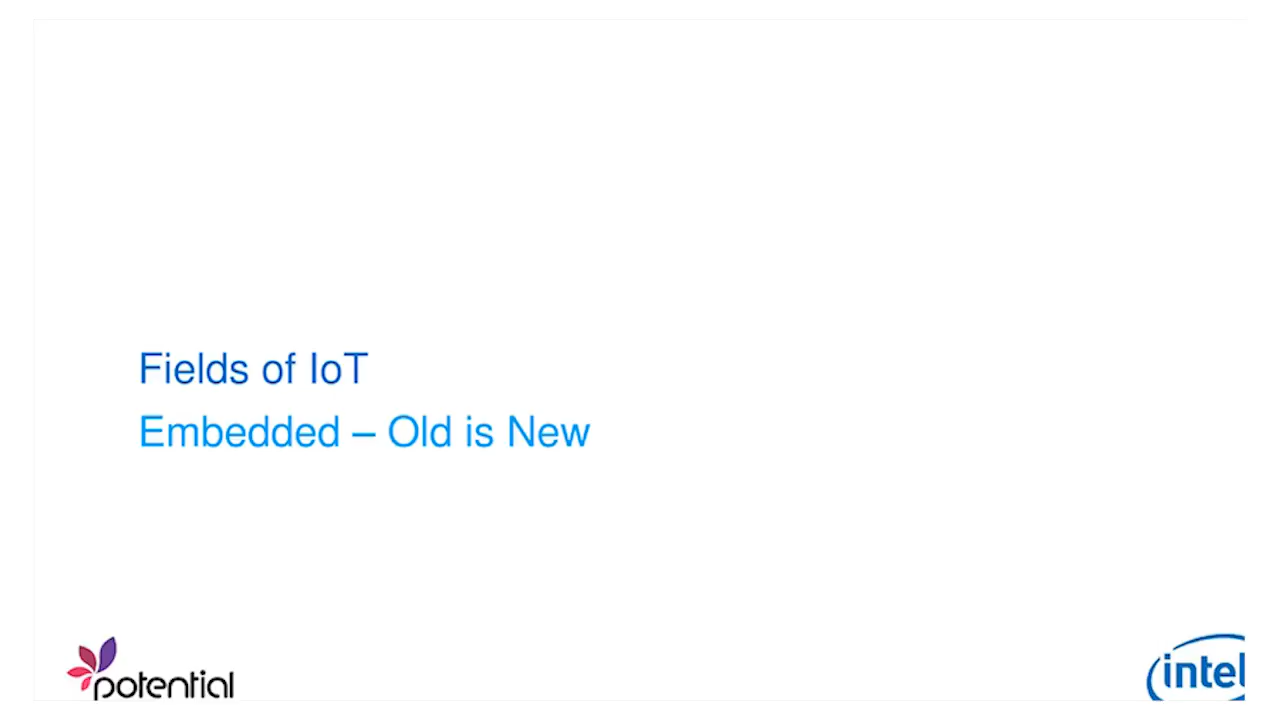 Fields of IoT
Embedded – Old is New
potential
intel